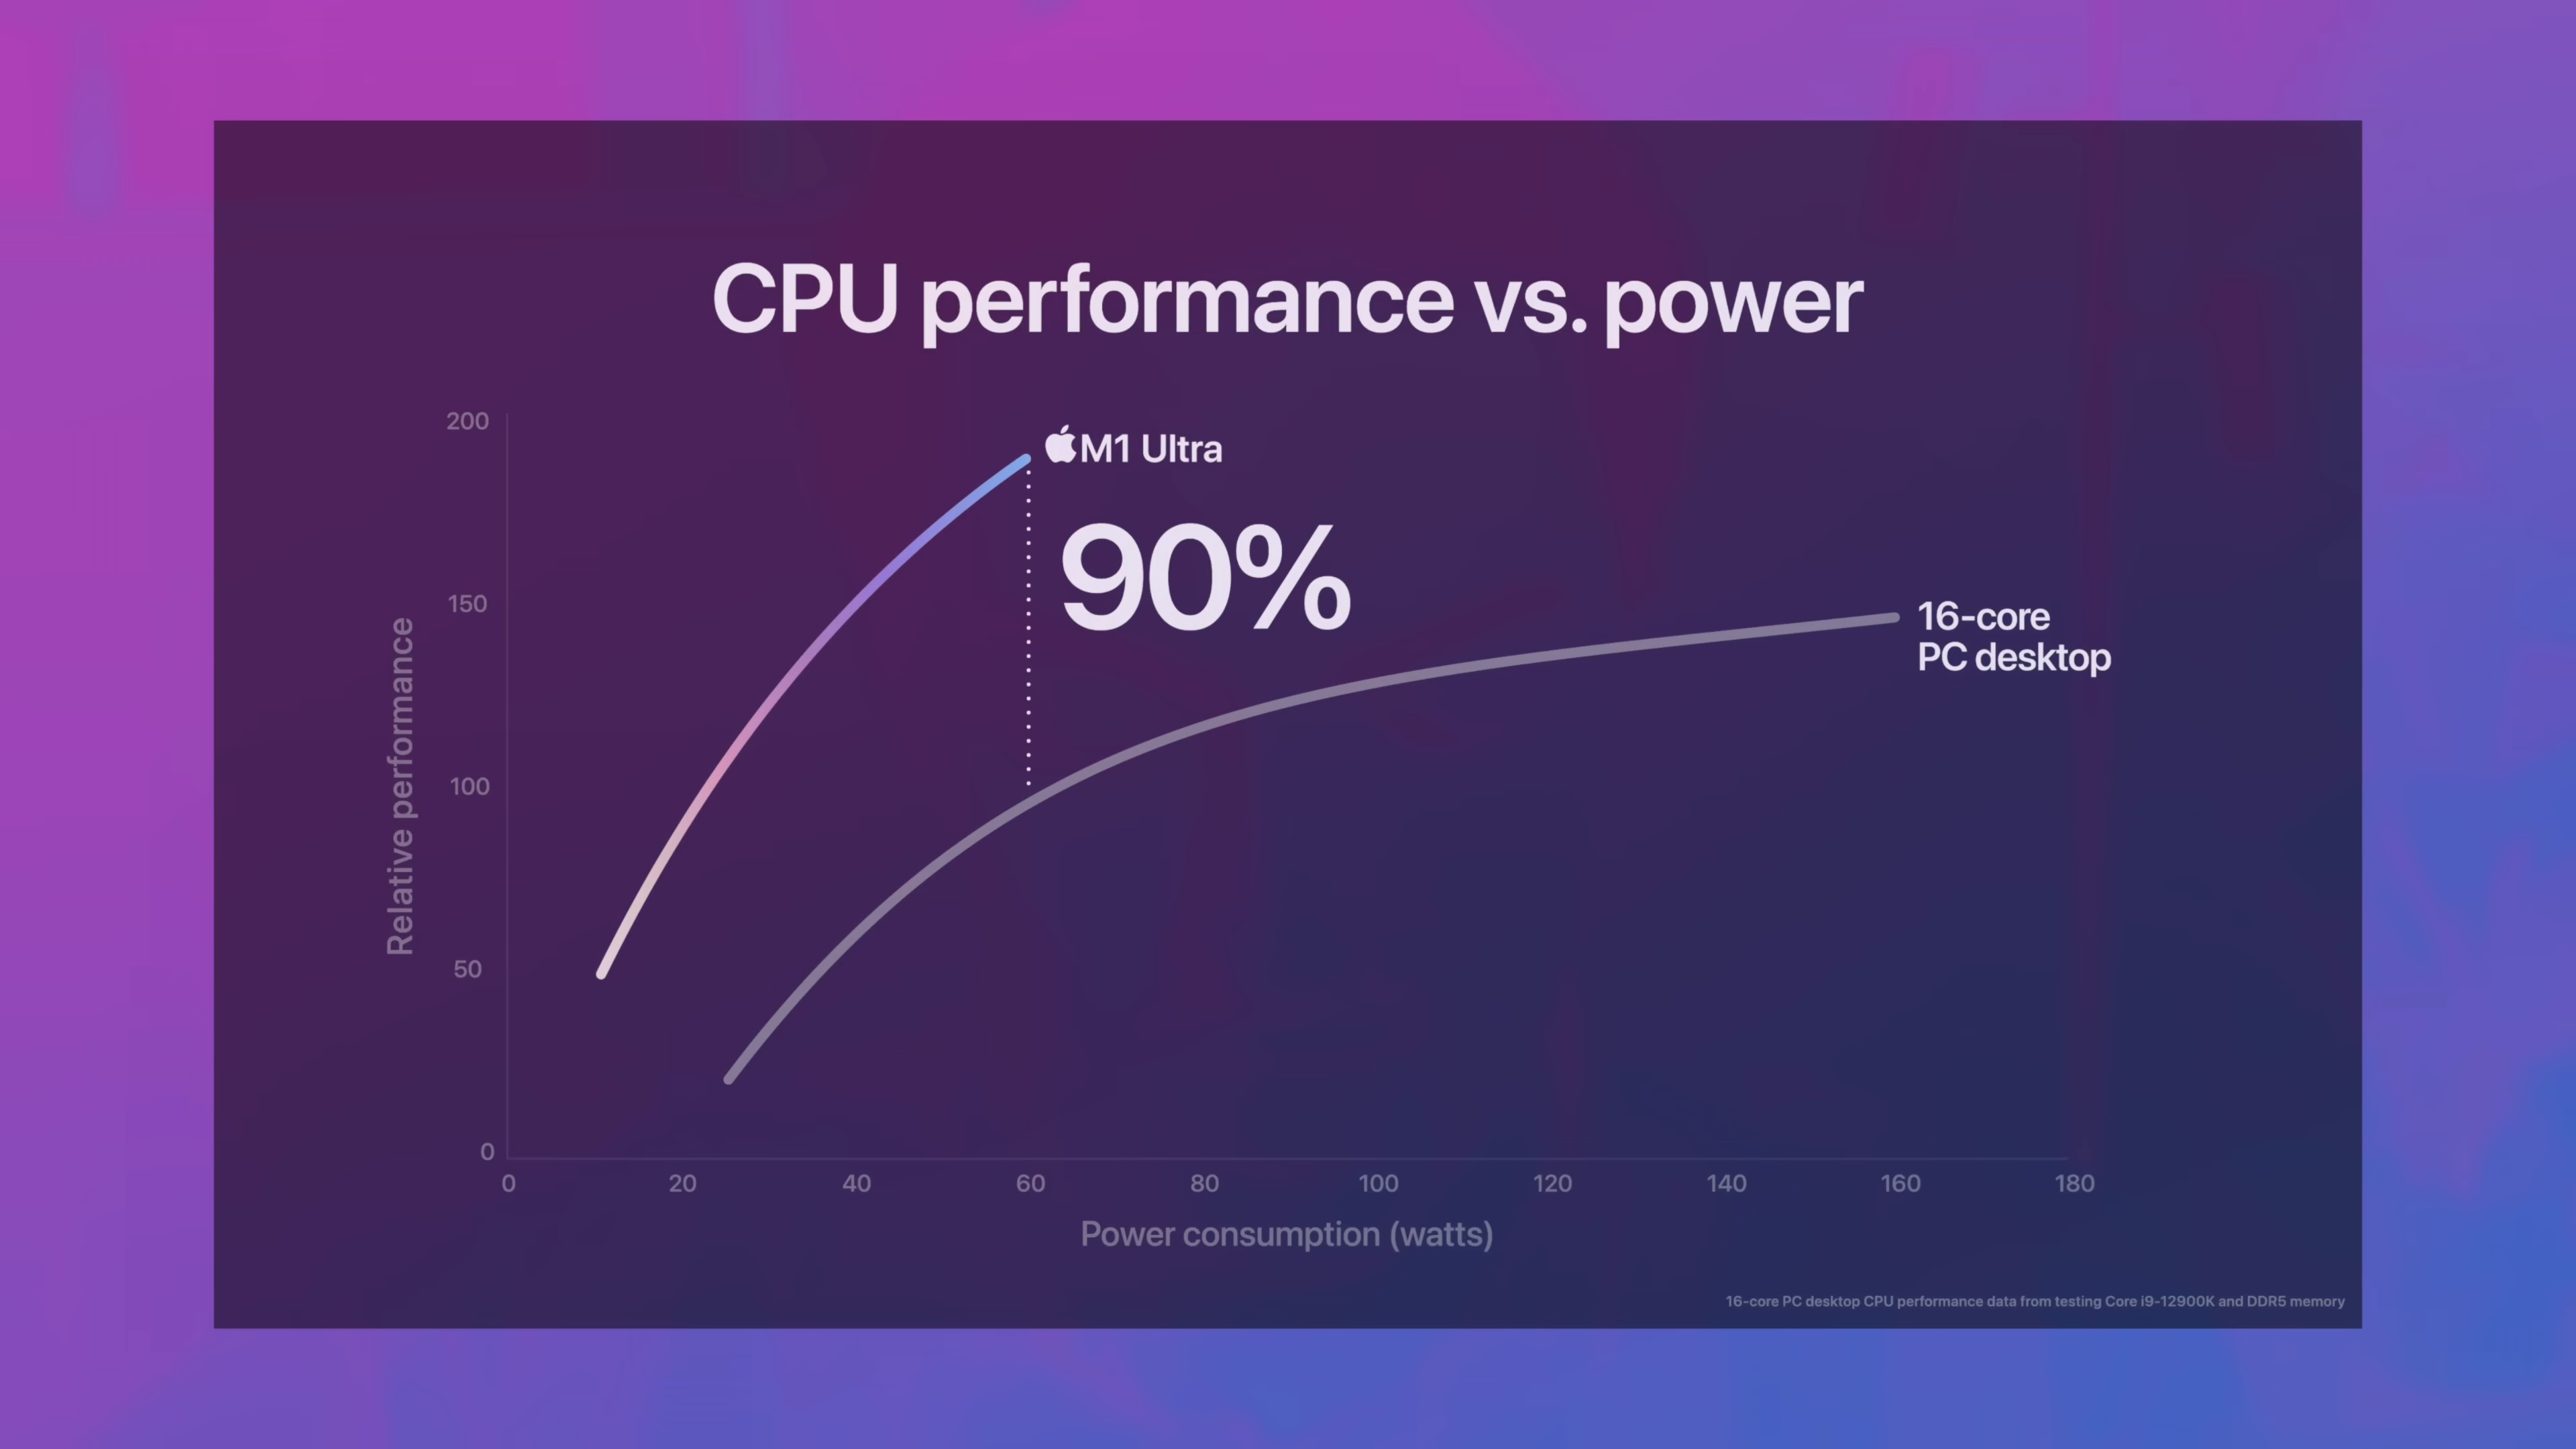 CPU performance vs. power
200
150
100
50
0
Relative performance
M1 Ultra
90%
16-core
PC desktop
0 20 40 60 80 100 120 140 160 180
Power consumption (watts)
16-core PC desktop CPU performance data from testing Core i9-12900K and DDR5 memory